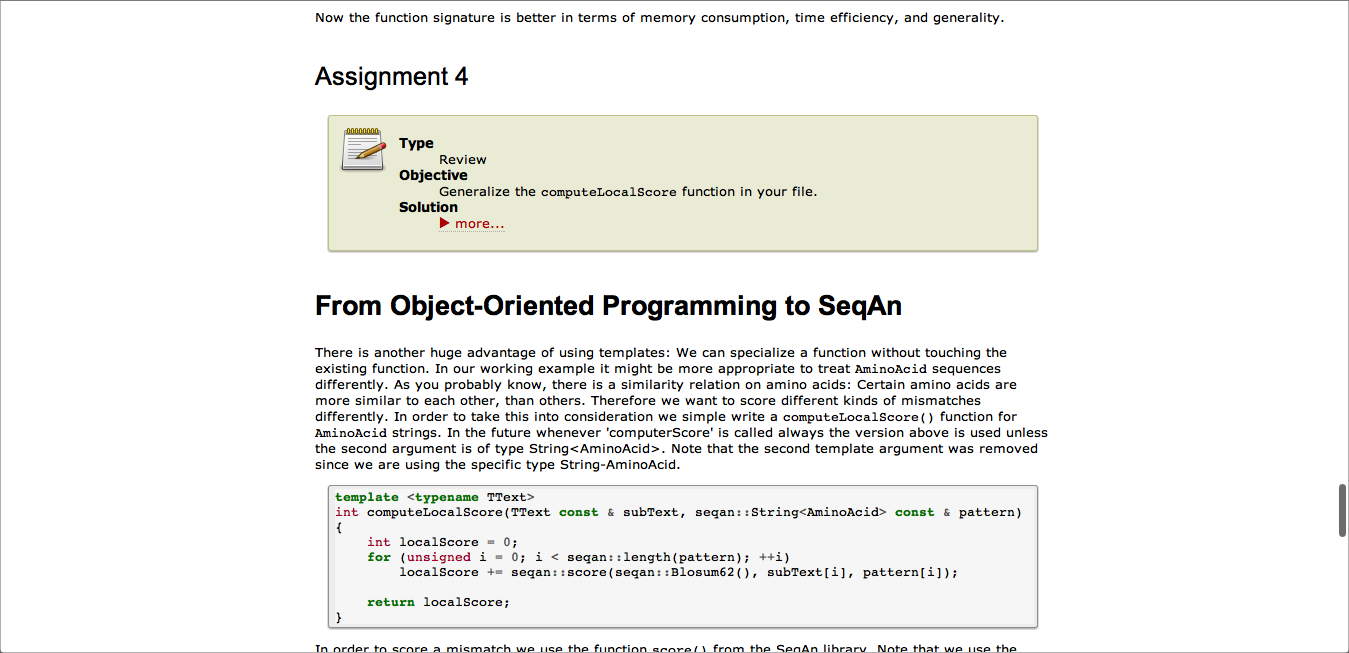 Now the function signature is better in terms of memory consumption, time efficiency, and generality.
Assignment 4
Type
Review
Objective
Generalize the computeLocalScore function in your file.
Solution
more...
From Object-Oriented Programming to SeqAn
There is another huge advantage of using templates: We can specialize a function without touching the
existing function. In our working example it might be more appropriate to treat AminoAcid sequences
differently. As you probably know, there is a similarity relation on amino acids: Certain amino acids are
more similar to each other, than others. Therefore we want to score different kinds of mismatches
differently. In order to take this into consideration we simple write a computeLocalScore() function for
AminoAcid strings. In the future whenever 'computerScore' is called always the version above is used unless
the second argument is of type String<AminoAcid>. Note that the second template argument was removed
since we are using the specific type String-AminoAcid.
template <typename TText>
int computeLocalScore(TText const & subText, seqan::String<AminoAcid> const & pattern)
{
    int localScore = 0;
    for (unsigned i = 0; i < seqan::length(pattern); ++i)
        localScore += seqan::score(seqan::Blosum62(), subText[i], pattern[i]);
    return localScore;
}
In order to score a mismatch we use the function score() from the SeqAn library. Note that we use the